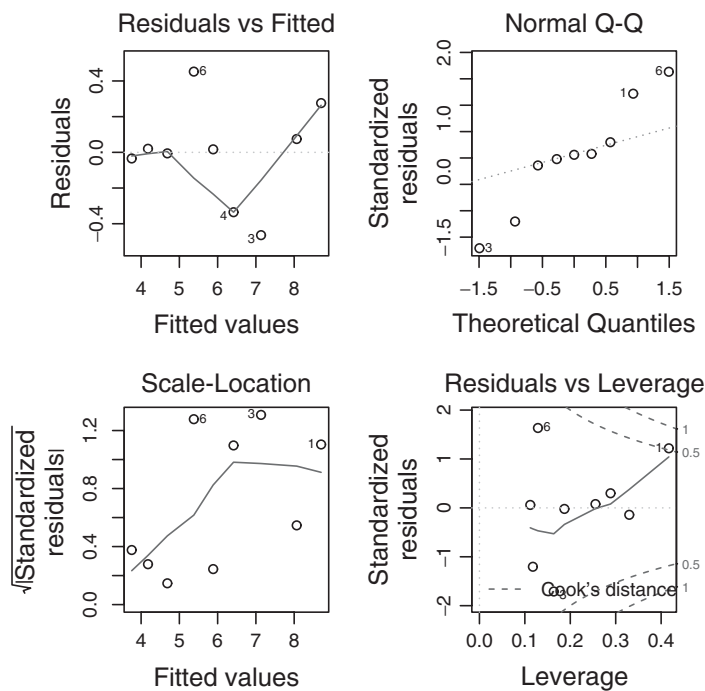 Residuals vs Fitted
Residuals
0.4
0.0
−0.4
6
4
3
4 5 6 7 8
Fitted values
Normal Q-Q
Standardized
residuals
2.0
1.0
0.0
−1.5
1
6
3
−1.5 −0.5 0.5 1.5
Theoretical Quantiles
Scale-Location
√|Standardized
residuals|
1.2
0.8
0.4
0.0
6
3
1
4 5 6 7 8
Fitted values
Residuals vs Leverage
Standardized
residuals
2
1
0
−1
−2
6
1
1
0.5
0.5
1
Cook's distance
0.0 0.1 0.2 0.3 0.4
Leverage